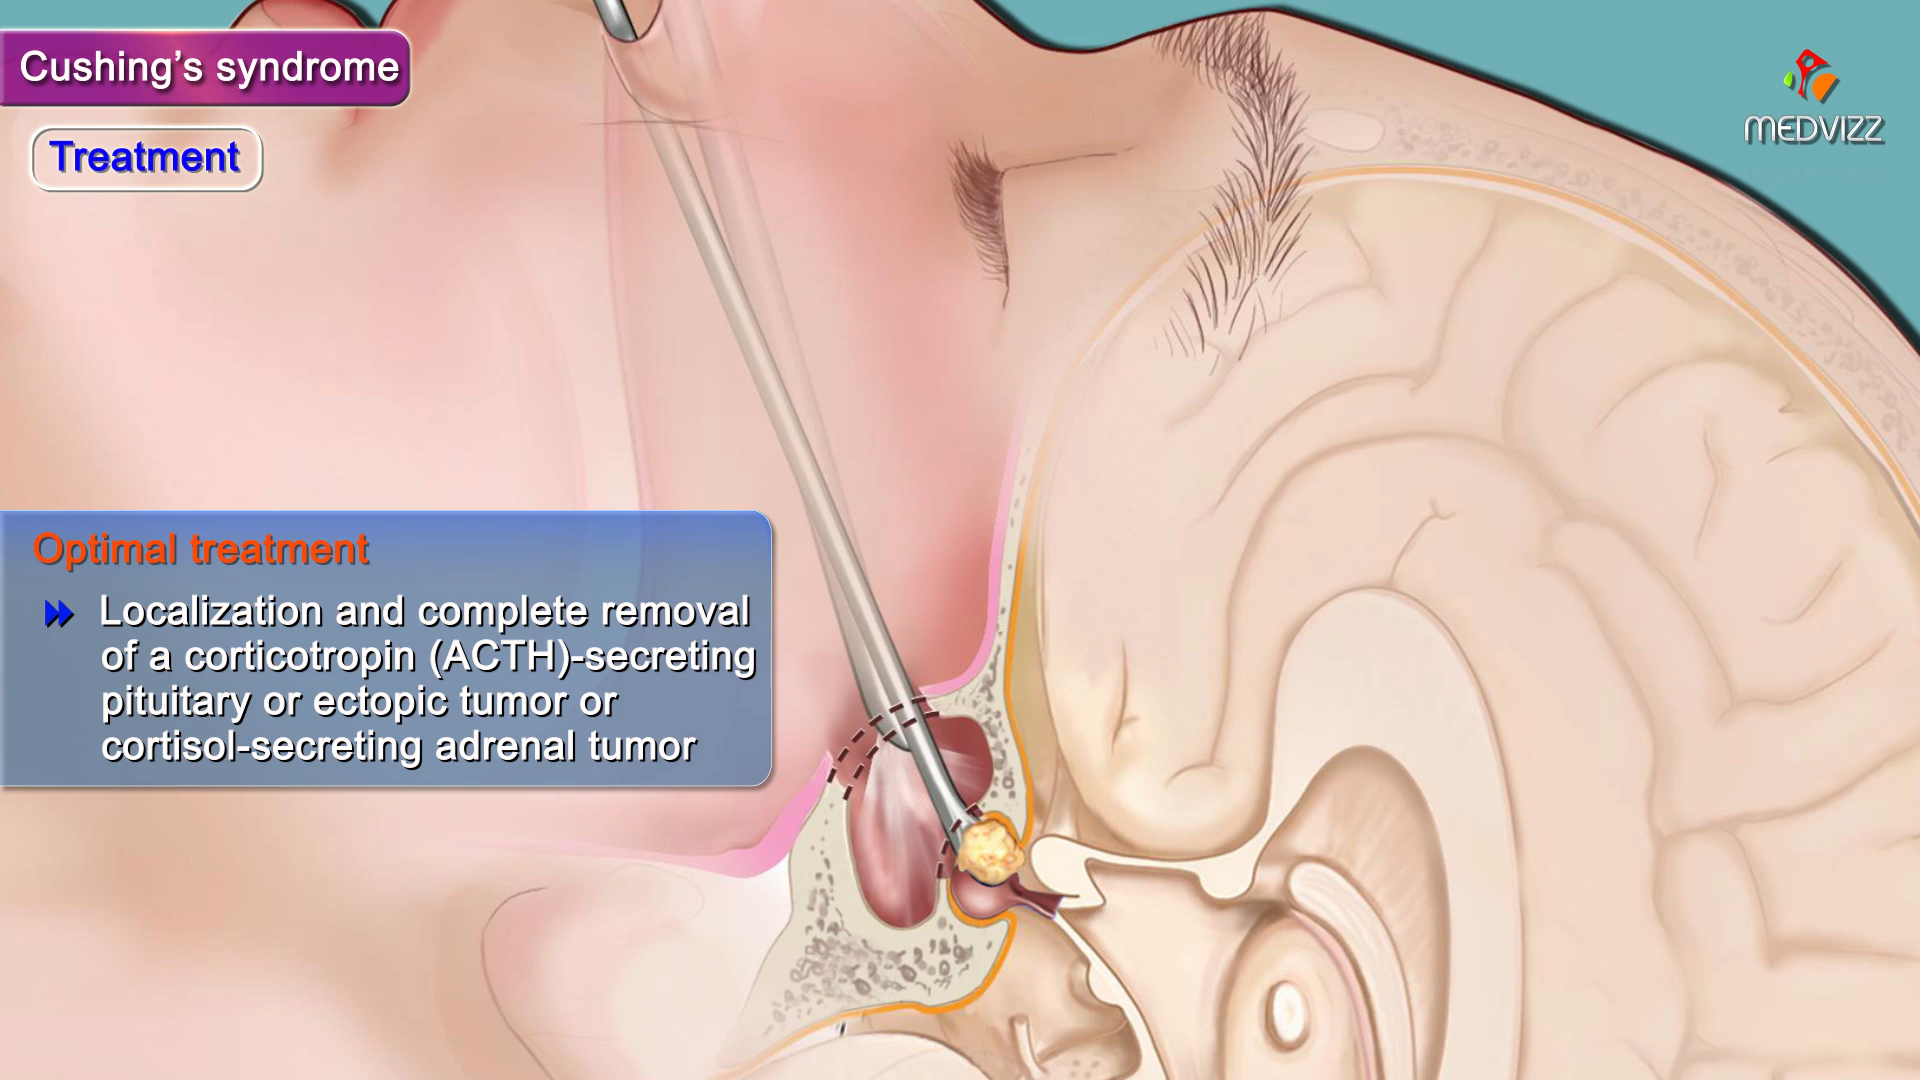 Cushing’s syndrome
Treatment
MEDVIZZ
Optimal treatment
Localization and complete removal
of a corticotropin (ACTH)-secreting
pituitary or ectopic tumor or
cortisol-secreting adrenal tumor